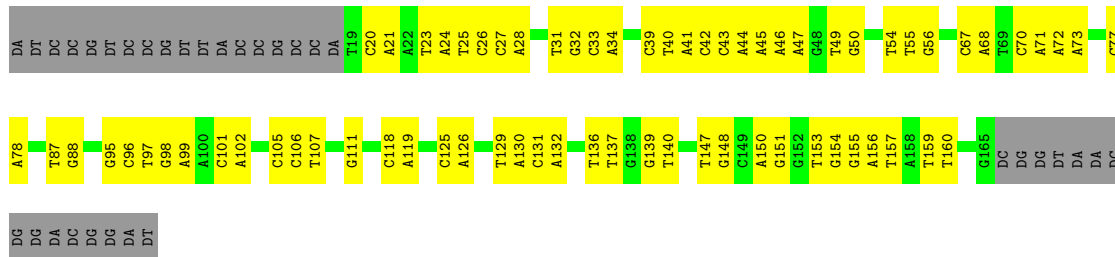 DA DT DC DC DG DT DC DC DG DT DT DA DC DC DG DC DC DA T19 C20 A21 A22 T23 A24 T25 C26 C27 A28 T31 G32 C33 A34 C39 T40 A41 C42 C43 A44 A45 A46 A47 G48 T49 G50 T54 T55 G56 C67 A68 T69 C70 A71 A72 A73 C77
A78 T87 G88 G95 C96 T97 G98 A99 A100 C101 A102 C105 C106 T107 G111 G118 A119 C125 A126 T129 A130 C131 A132 T136 T137 G138 G139 T140 T147 G148 C149 A150 G151 G152 T153 G154 G155 A156 T157 A158 T159 T160 G165 DC DG DG DT DA DA DC
DG DG DA DC DG DG DA DT